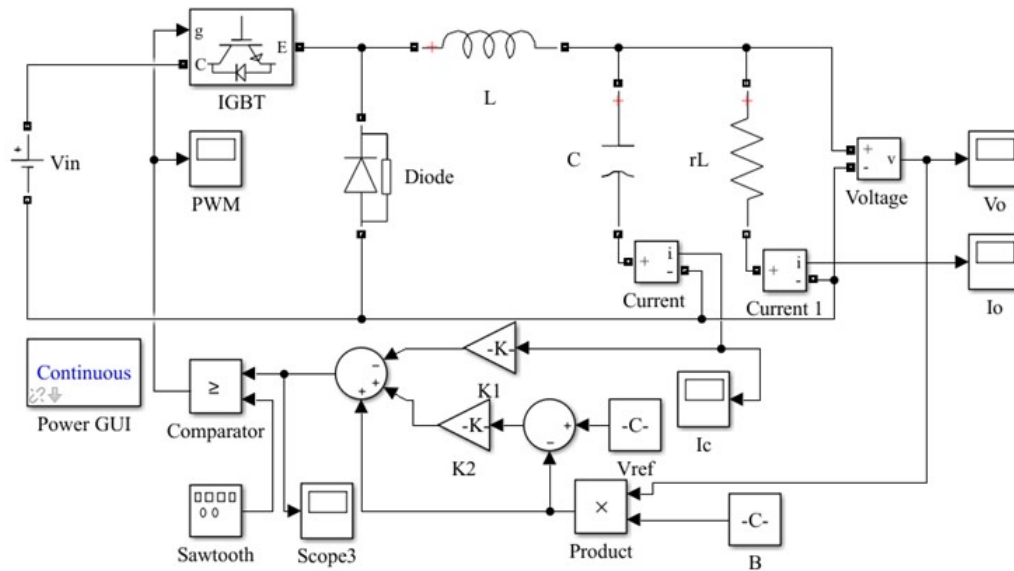 g
C
E
IGBT
L
Vin
PWM
Diode
C
rL
+
-
v
Voltage
Vo
+
i
-
Current
+
i
-
Current 1
Io
Continuous
Power GUI
≥
Comparator
-K-
K1
-K-
K2
-C-
Vref
Ic
Sawtooth
Scope3
×
Product
-C-
B